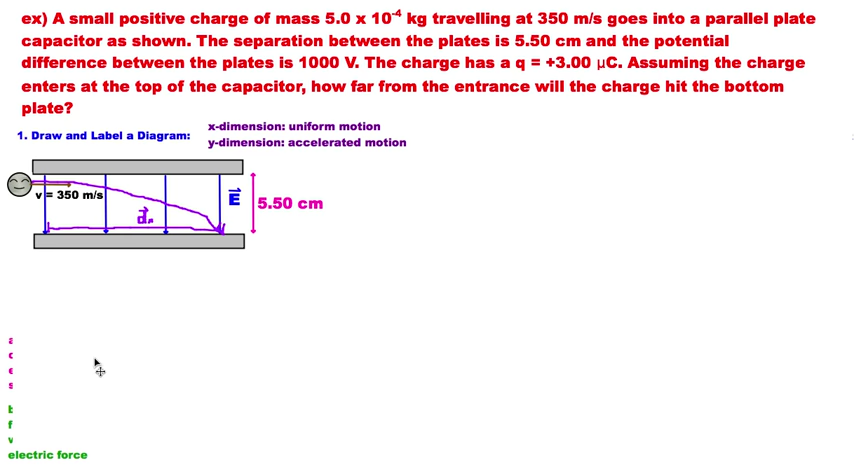 ex) A small positive charge of mass 5.0 x 10⁻⁴ kg travelling at 350 m/s goes into a parallel plate
capacitor as shown. The separation between the plates is 5.50 cm and the potential
difference between the plates is 1000 V. The charge has a q = +3.00 μC. Assuming the charge
enters at the top of the capacitor, how far from the entrance will the charge hit the bottom
plate?
1. Draw and Label a Diagram:
x-dimension: uniform motion
y-dimension: accelerated motion
v = 350 m/s
E
5.50 cm
electric force